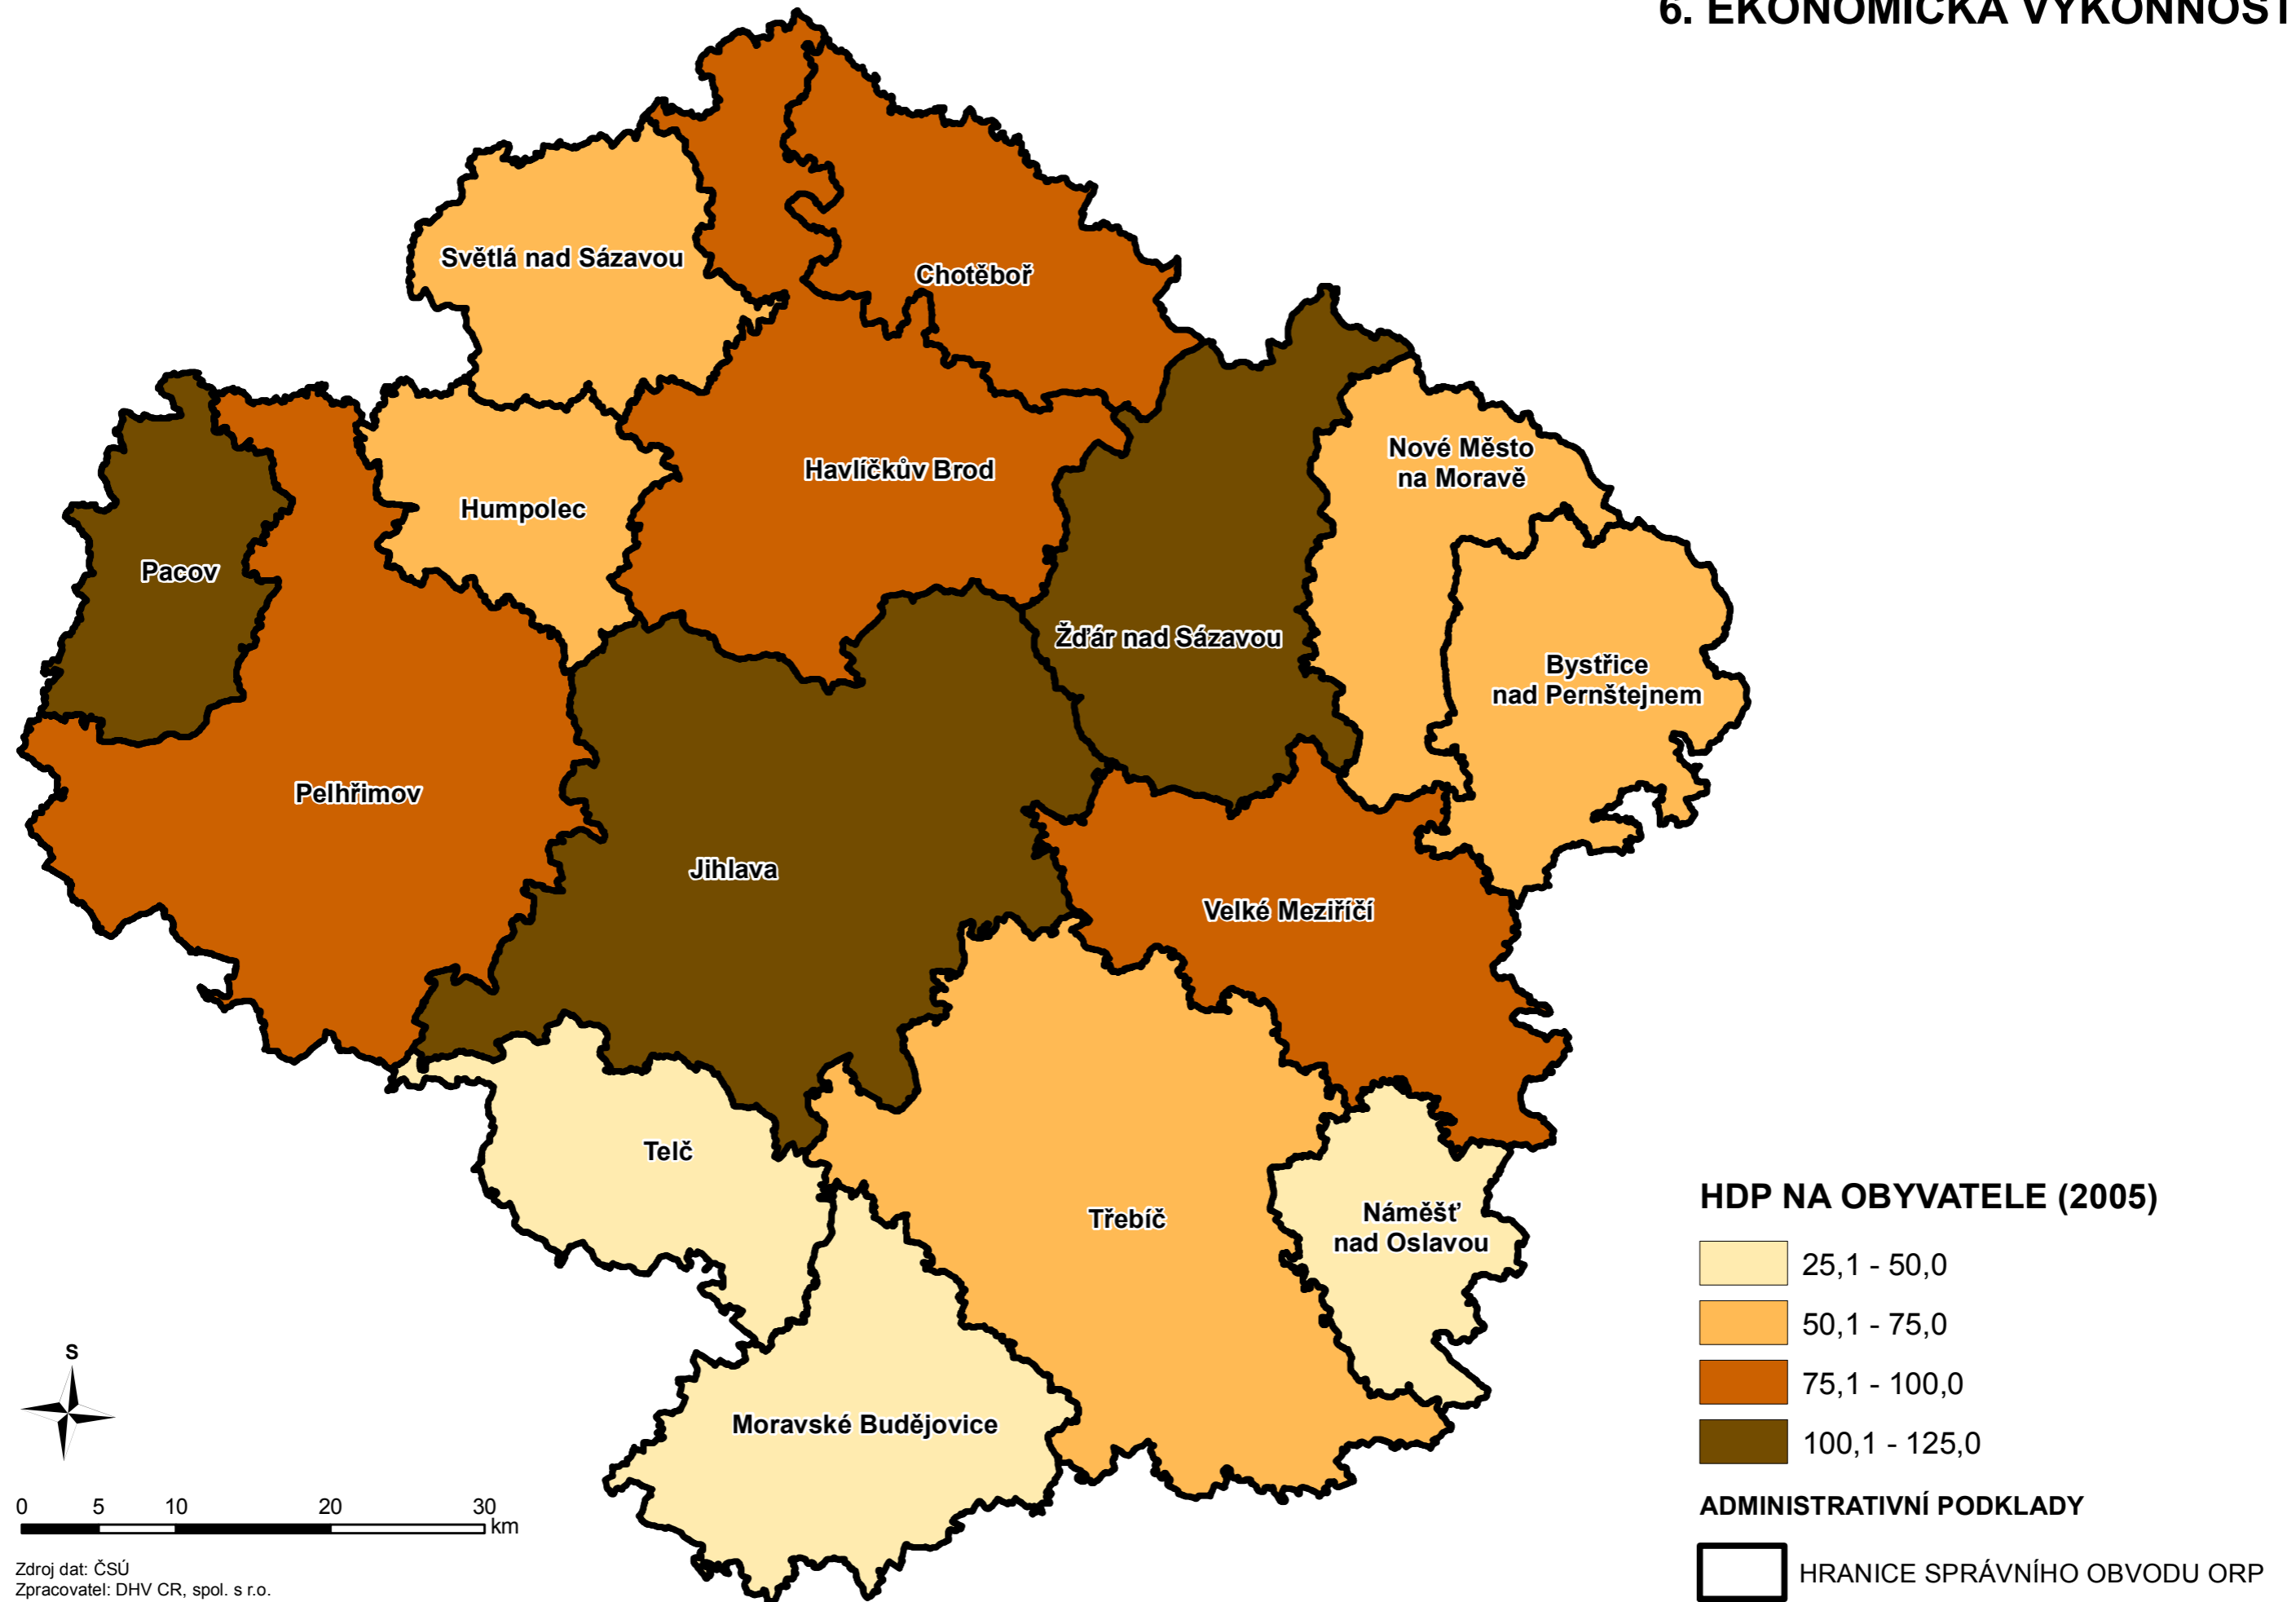 6. EKONOMICKÁ VÝKONNOST
Světlá nad Sázavou
Chotěboř
Havlíčkův Brod
Nové Město
na Moravě
Humpolec
Pacov
Žďár nad Sázavou
Bystřice
nad Pernštejnem
Pelhřimov
Jihlava
Velké Meziříčí
Telč
Třebíč
Náměšť
nad Oslavou
Moravské Budějovice
HDP NA OBYVATELE (2005)
25,1 - 50,0
50,1 - 75,0
75,1 - 100,0
100,1 - 125,0
ADMINISTRATIVNÍ PODKLADY
HRANICE SPRÁVNÍHO OBVODU ORP
S
0 5 10 20 30
km
Zdroj dat: ČSÚ
Zpracovatel: DHV CR, spol. s r.o.